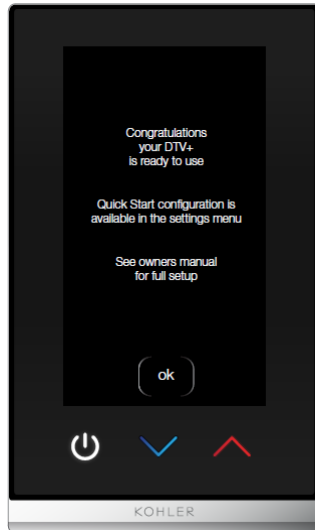 Congratulations
your DTV+
is ready to use
Quick Start configuration is
available in the settings menu
See owners manual
for full setup
ok
KOHLER